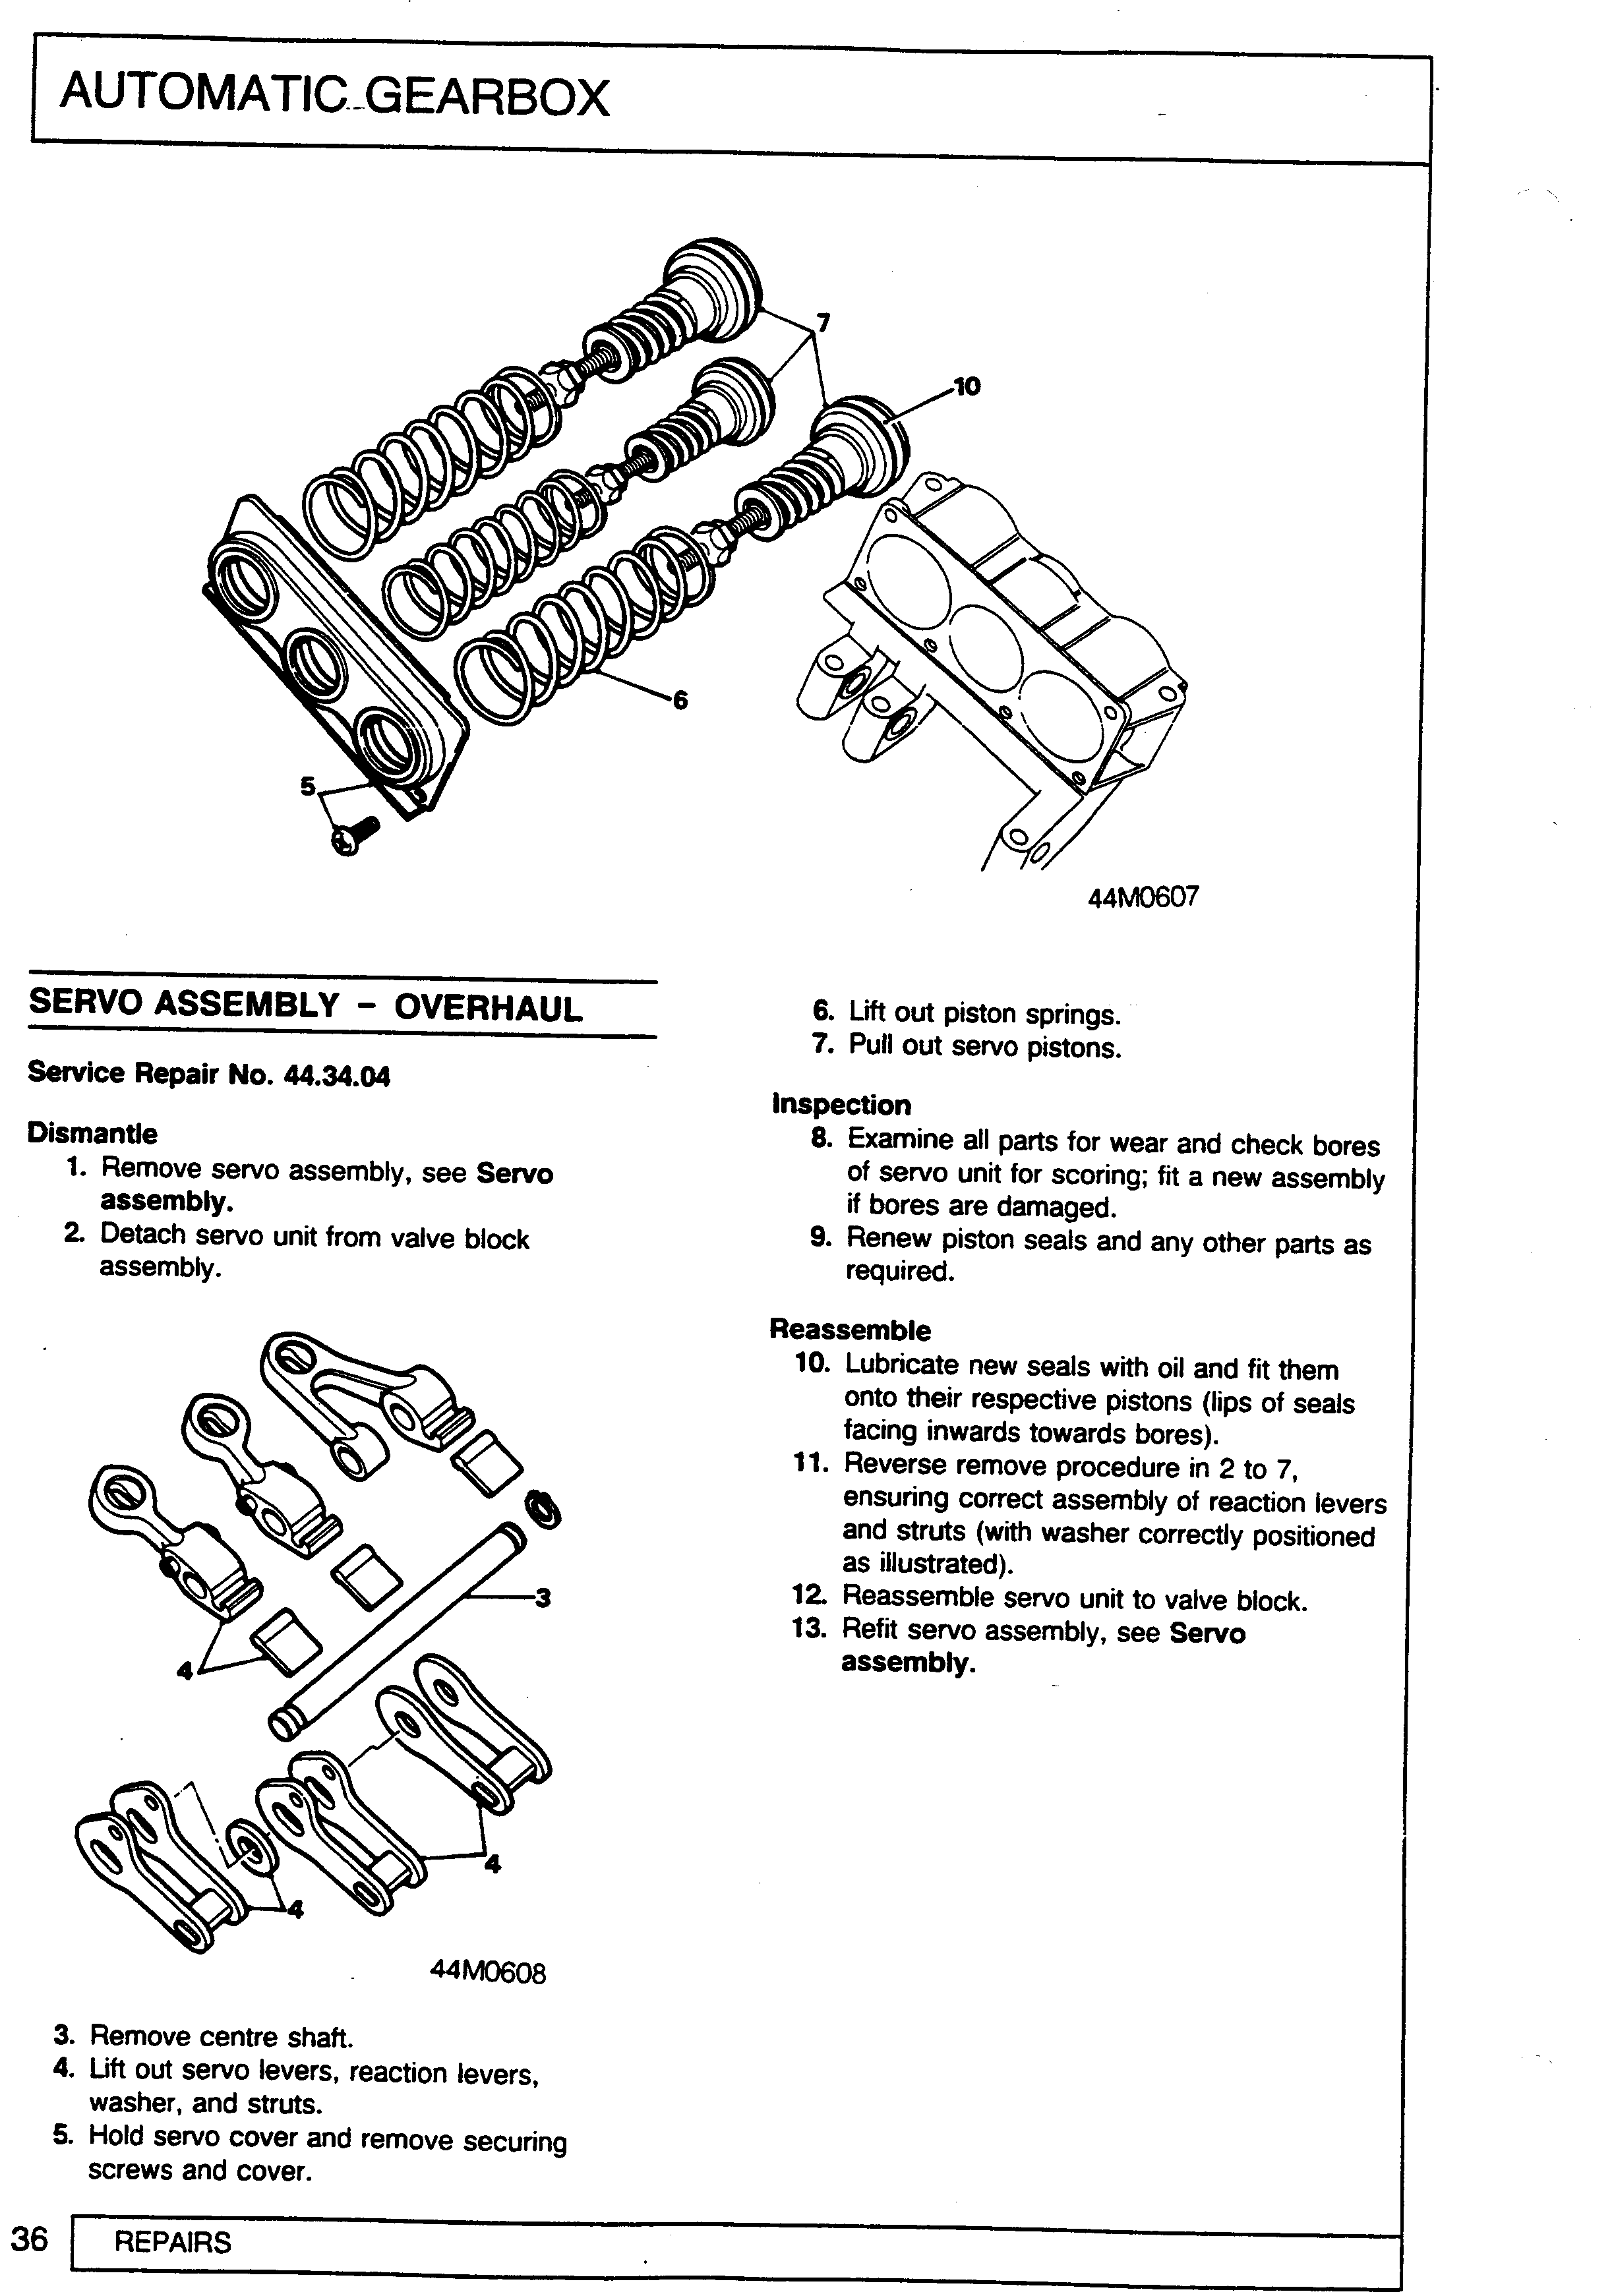 AUTOMATIC GEARBOX
7
10
6
5
44M0607
SERVO ASSEMBLY - OVERHAUL
Service Repair No. 44.34.04
Dismantle
1. Remove servo assembly, see Servo
assembly.
2. Detach servo unit from valve block
assembly.
3
4
4
4
44M0608
3. Remove centre shaft.
4. Lift out servo levers, reaction levers,
washer, and struts.
5. Hold servo cover and remove securing
screws and cover.
6. Lift out piston springs.
7. Pull out servo pistons.
Inspection
8. Examine all parts for wear and check bores
of servo unit for scoring; fit a new assembly
if bores are damaged.
9. Renew piston seals and any other parts as
required.
Reassemble
10. Lubricate new seals with oil and fit them
onto their respective pistons (lips of seals
facing inwards towards bores).
11. Reverse remove procedure in 2 to 7,
ensuring correct assembly of reaction levers
and struts (with washer correctly positioned
as illustrated).
12. Reassemble servo unit to valve block.
13. Refit servo assembly, see Servo
assembly.
36
REPAIRS